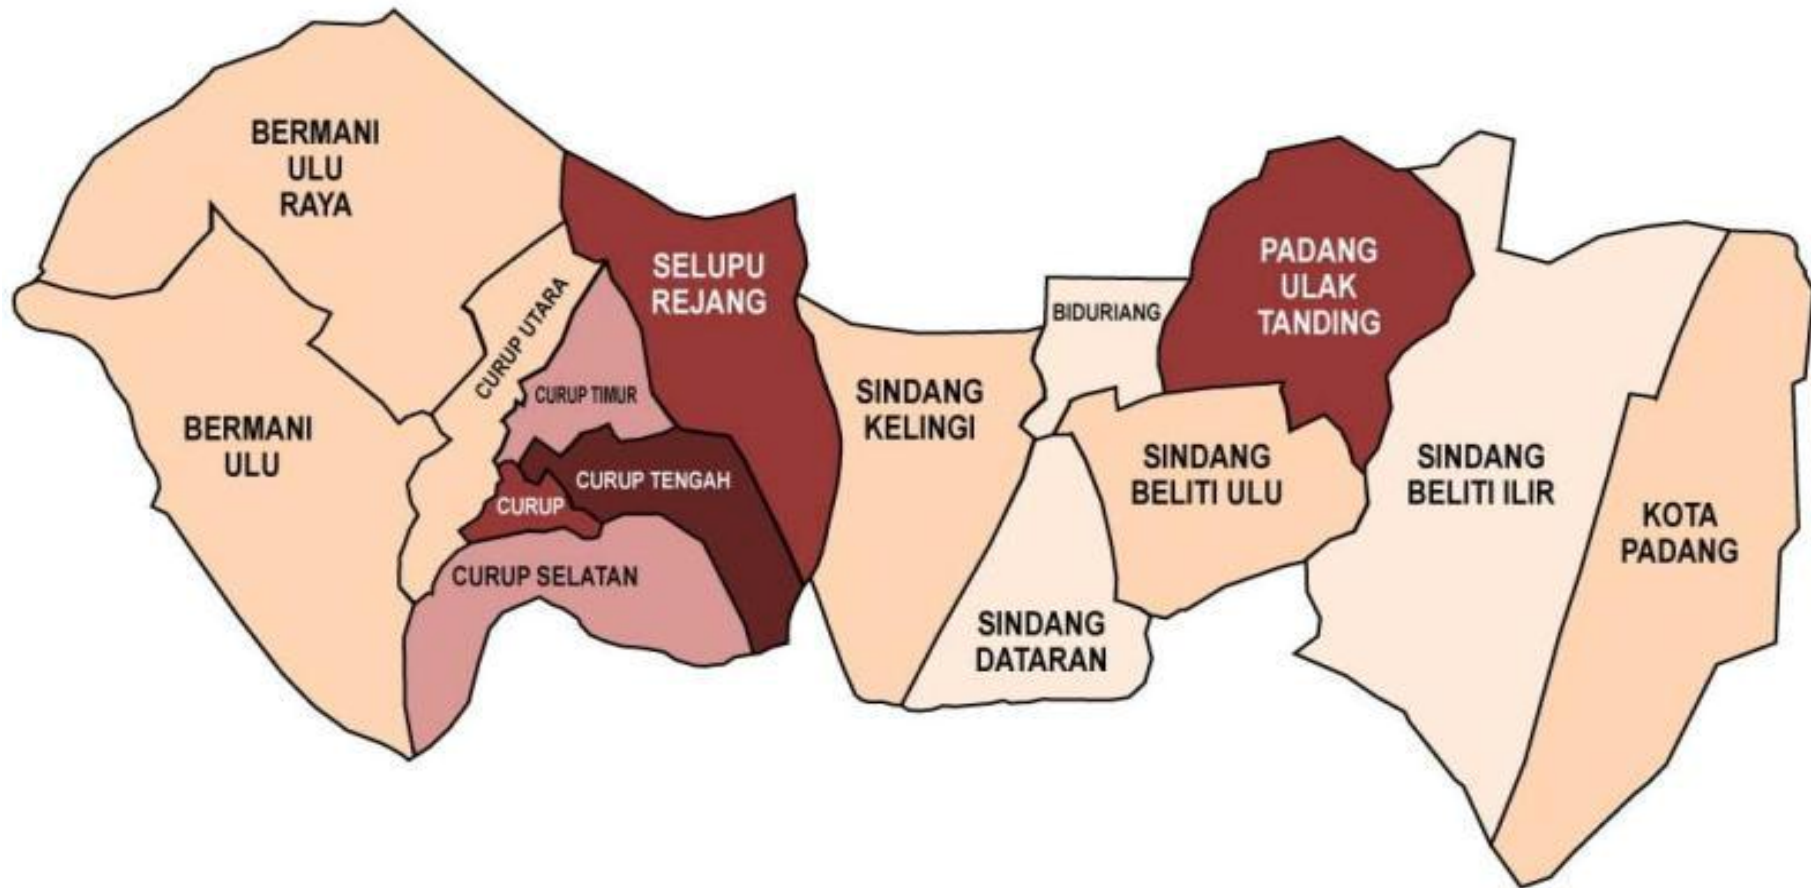 BERMANI
ULU
RAYA
SELUPU
REJANG
PADANG
ULAK
TANDING
BIDURIANG
CURUP UTARA
CURUP TIMUR
SINDANG
KELINGI
BERMANI
ULU
SINDANG
BELITI ULU
SINDANG
BELITI ILIR
CURUP TENGAH
CURUP
KOTA
PADANG
CURUP SELATAN
SINDANG
DATARAN